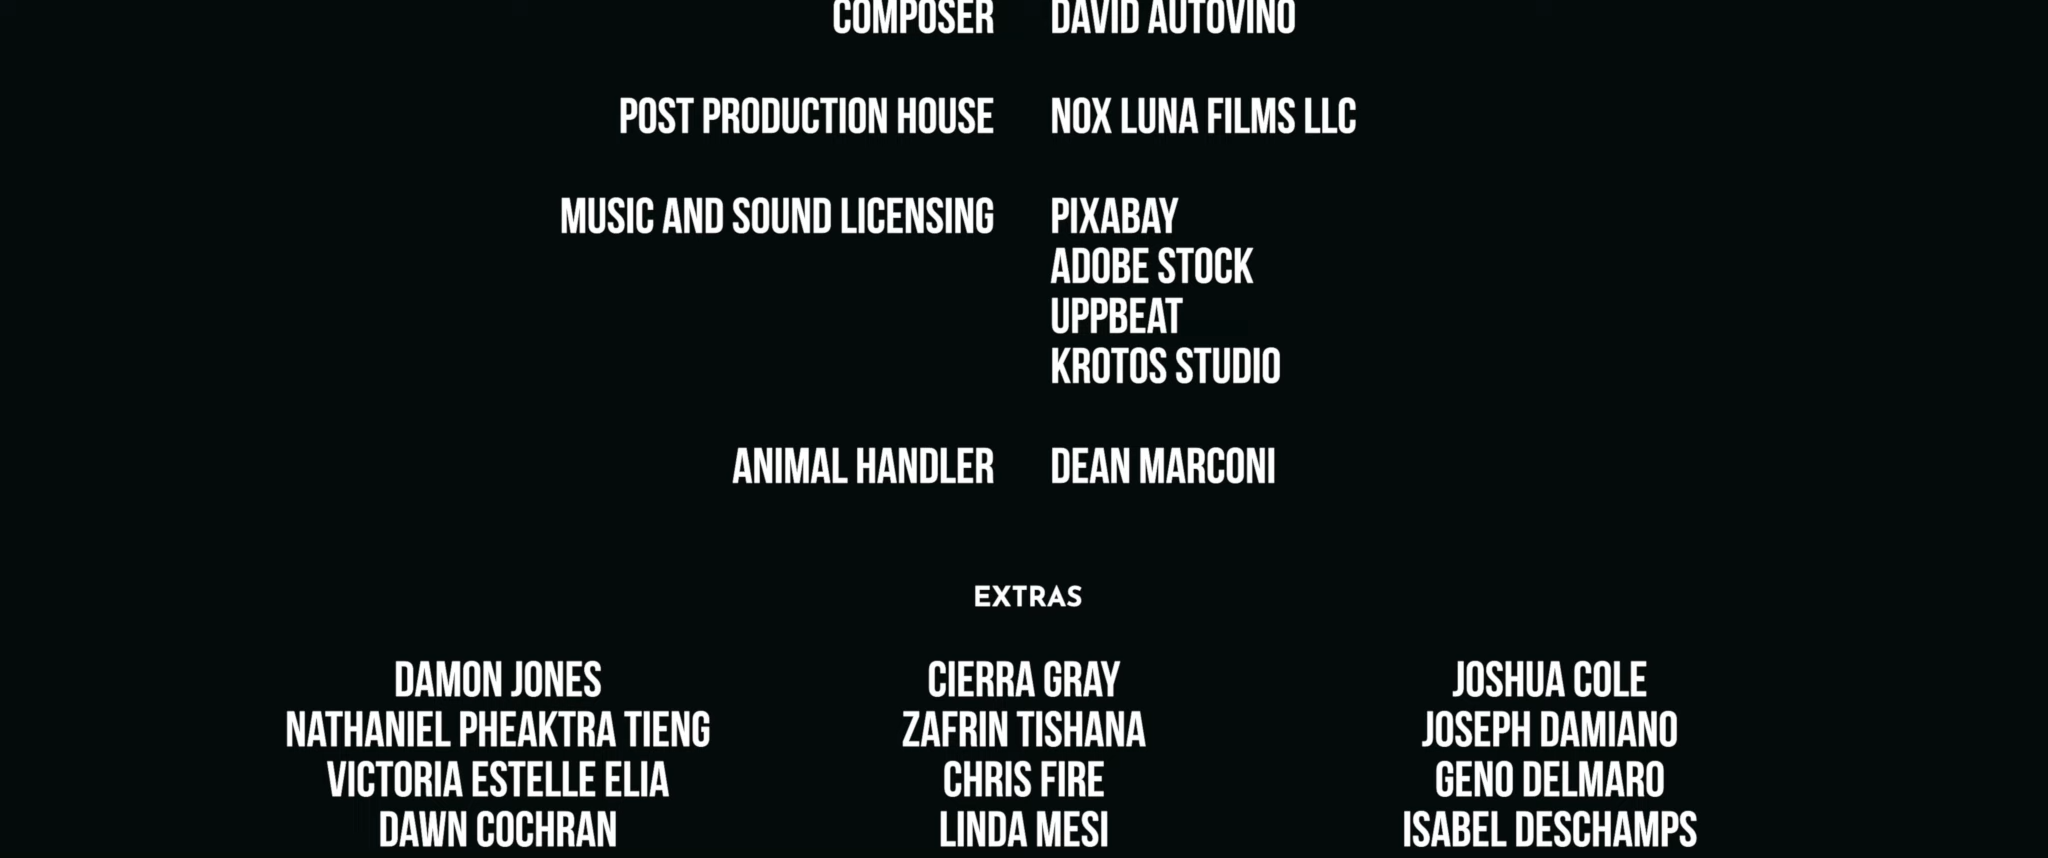 COMPOSER DAVID AUTOVINO
POST PRODUCTION HOUSE NOX LUNA FILMS LLC
MUSIC AND SOUND LICENSING PIXABAY
ADOBE STOCK
UPPBEAT
KROTOS STUDIO
ANIMAL HANDLER DEAN MARCONI
EXTRAS
DAMON JONES CIERRA GRAY JOSHUA COLE
NATHANIEL PHEAKTRA TIENG ZAFRIN TISHANA JOSEPH DAMIANO
VICTORIA ESTELLE ELIA CHRIS FIRE GENO DELMARO
DAWN COCHRAN LINDA MESI ISABEL DESCHAMPS